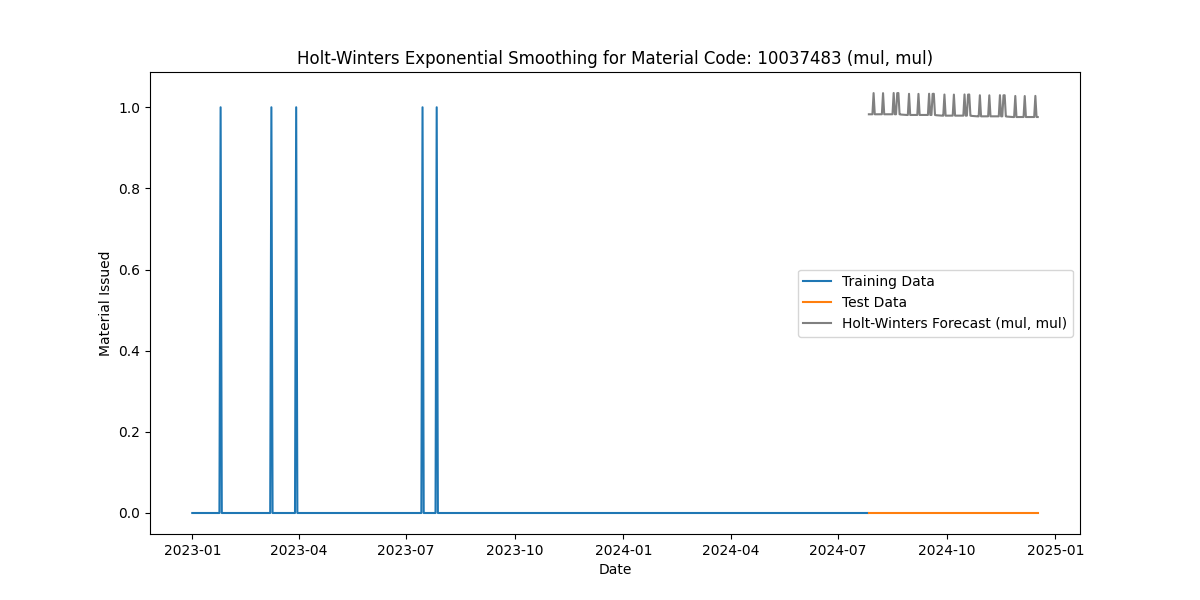 Holt-Winters Exponential Smoothing for Material Code: 10037483 (mul, mul)
1.0
0.8
0.6
0.4
0.2
0.0
Material Issued
Training Data
Test Data
Holt-Winters Forecast (mul, mul)
2023-01 2023-04 2023-07 2023-10 2024-01 2024-04 2024-07 2024-10 2025-01
Date